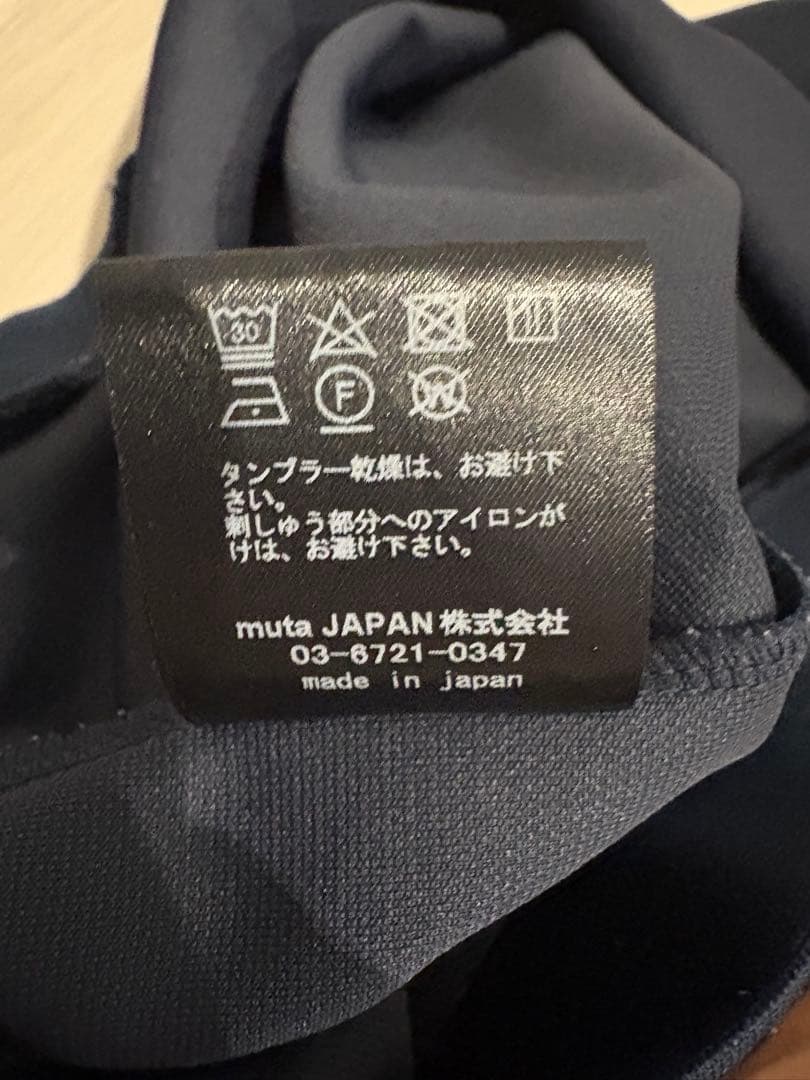 30
F
W
タンブラー乾燥は、お避け下
さい。
刺しゅう部分へのアイロンが
けは、お避け下さい。
muta JAPAN 株式会社
03-6721-0347
made in japan